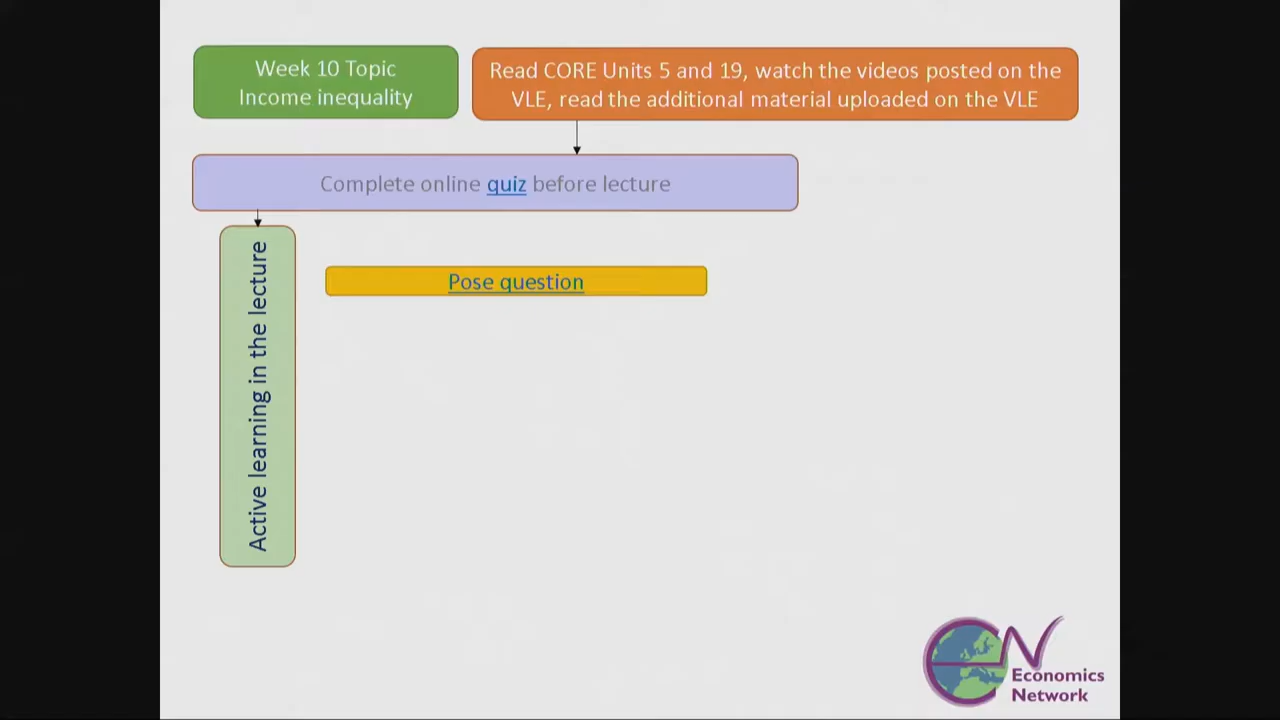 Week 10 Topic
Income inequality
Read CORE Units 5 and 19, watch the videos posted on the
VLE, read the additional material uploaded on the VLE
Complete online quiz before lecture
Active learning in the lecture
Pose question
Economics
Network